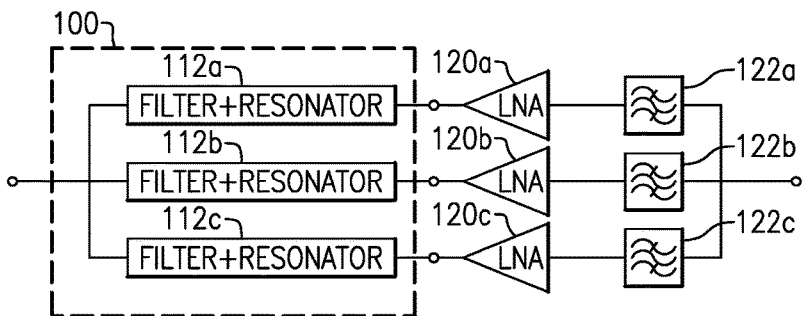 100
112a
120a
122a
FILTER+RESONATOR
LNA
112b
120b
122b
FILTER+RESONATOR
LNA
112c
120c
122c
FILTER+RESONATOR
LNA